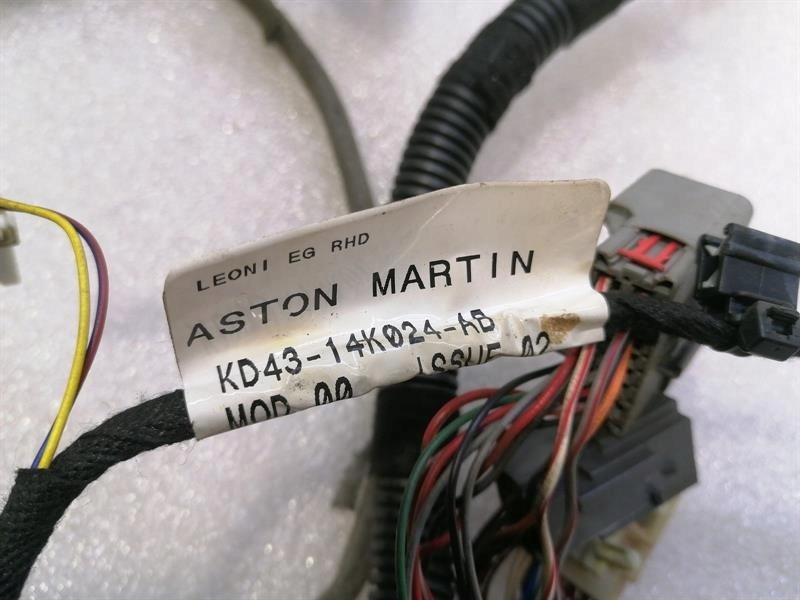 LEONI EG RHD
ASTON MARTIN
KD43-14K024-AB
MOD 00 ISSUE 02